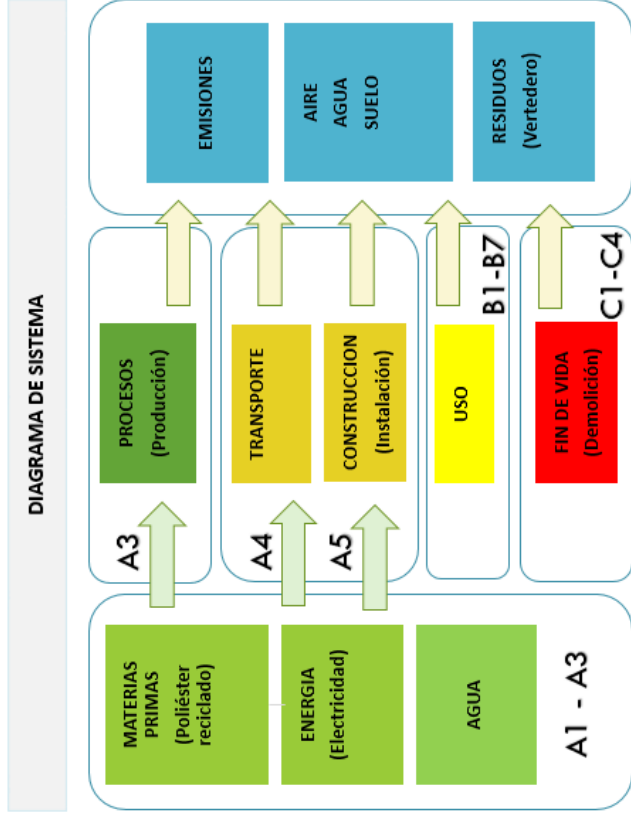 DIAGRAMA DE SISTEMA
MATERIAS
PRIMAS
(Poliéster
reciclado)
ENERGIA
(Electricidad)
AGUA
A1 - A3
A3
PROCESOS
(Producción)
A4
TRANSPORTE
A5
CONSTRUCCION
(Instalación)
USO
B1-B7
FIN DE VIDA
(Demolición)
C1-C4
EMISIONES
AIRE
AGUA
SUELO
RESIDUOS
(Vertedero)